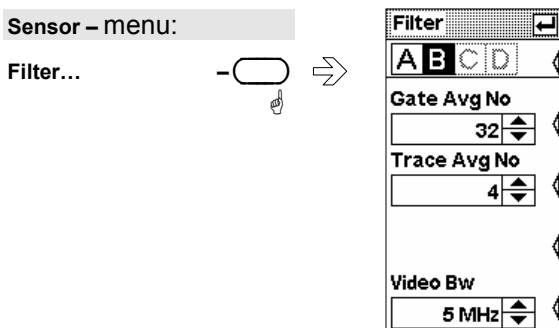 Sensor – menu:
Filter…
Filter
A B C D
Gate Avg No
32
Trace Avg No
4
Video Bw
5 MHz